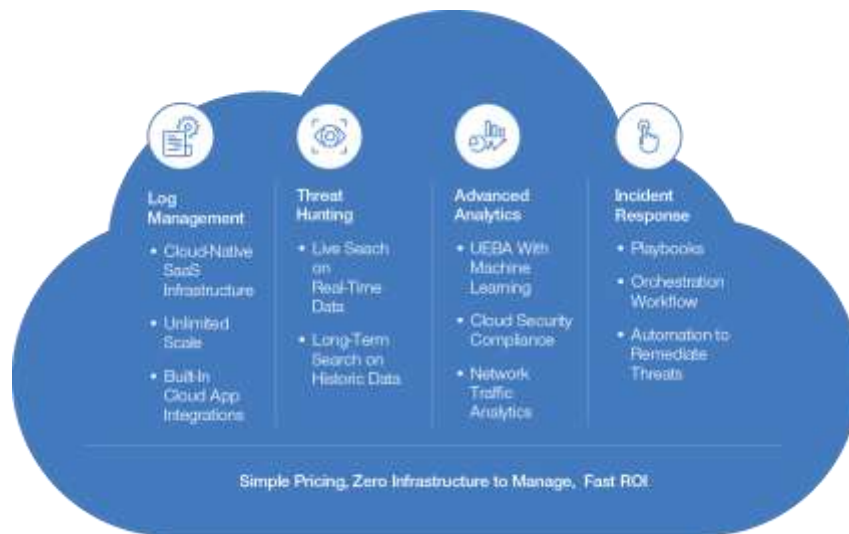 Log
Management
• Cloud-Native
SaaS
Infrastructure
• Unlimited
Scale
• Built-In
Cloud App
Integrations
Threat
Hunting
• Live Seach
on
Real-Time
Data
• Long-Term
Search on
Historic Data
Advanced
Analytics
• UEBA With
Machine
Learning
• Cloud Security
Compliance
• Network
Traffic
Analytics
Incident
Response
• Playbooks
• Orchestration
Workflow
• Automation to
Remediate
Threats
Simple Pricing, Zero Infrastructure to Manage, Fast ROI